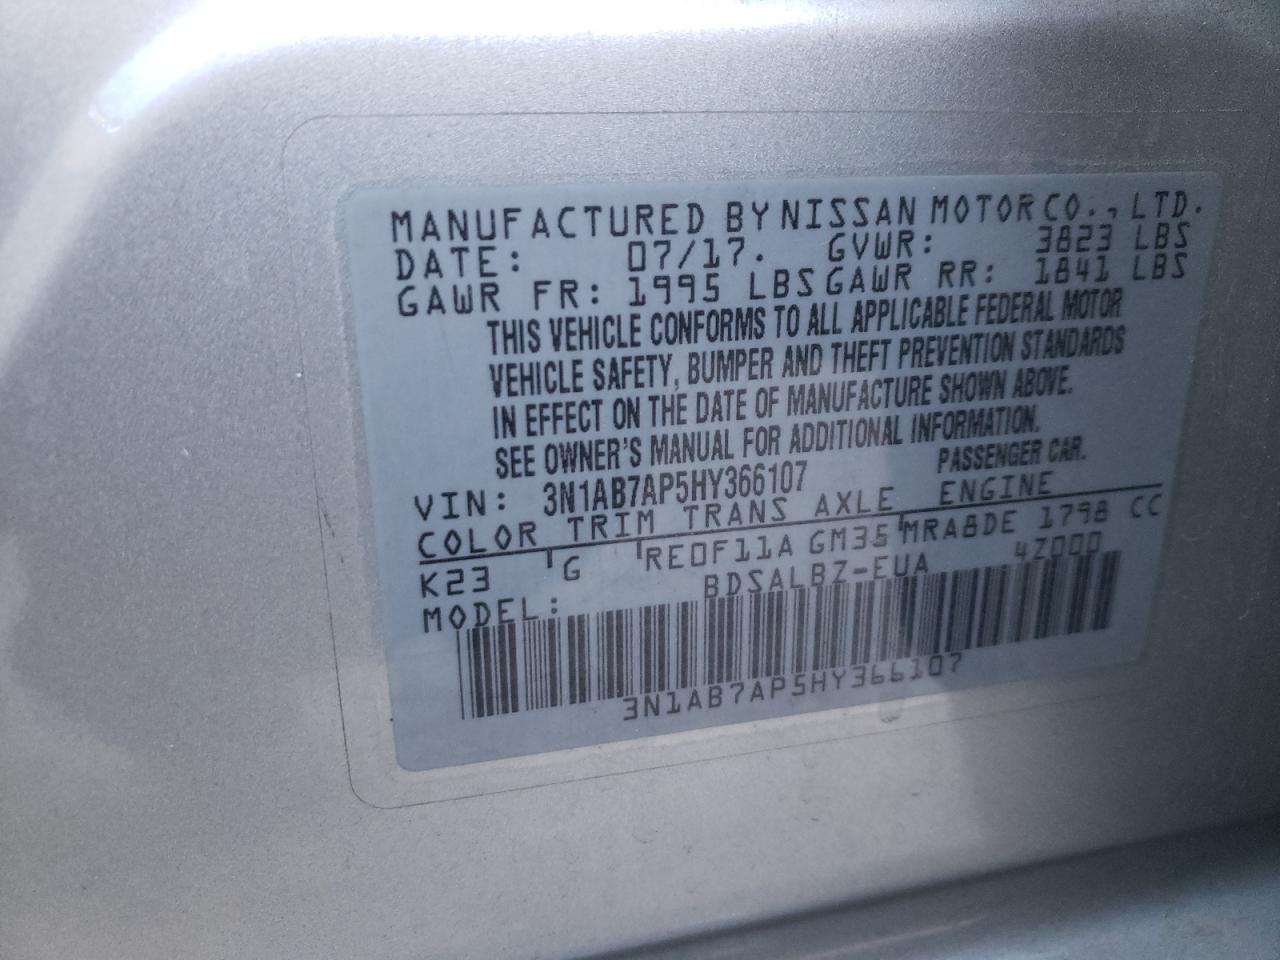 MANUFACTURED BY NISSAN MOTOR CO., LTD.
DATE: 07/17. GVWR: 3823 LBS
GAWR FR: 1995 LBS GAWR RR: 1841 LBS
THIS VEHICLE CONFORMS TO ALL APPLICABLE FEDERAL MOTOR
VEHICLE SAFETY, BUMPER AND THEFT PREVENTION STANDARDS
IN EFFECT ON THE DATE OF MANUFACTURE SHOWN ABOVE.
SEE OWNER'S MANUAL FOR ADDITIONAL INFORMATION.
VIN: 3N1AB7AP5HY366107 PASSENGER CAR.
COLOR TRIM TRANS AXLE ENGINE
K23 G RE0F11A GM35 MRA8DE 1798 CC
MODEL: BDSALBZ-EUA 4Z000
3N1AB7AP5HY366107